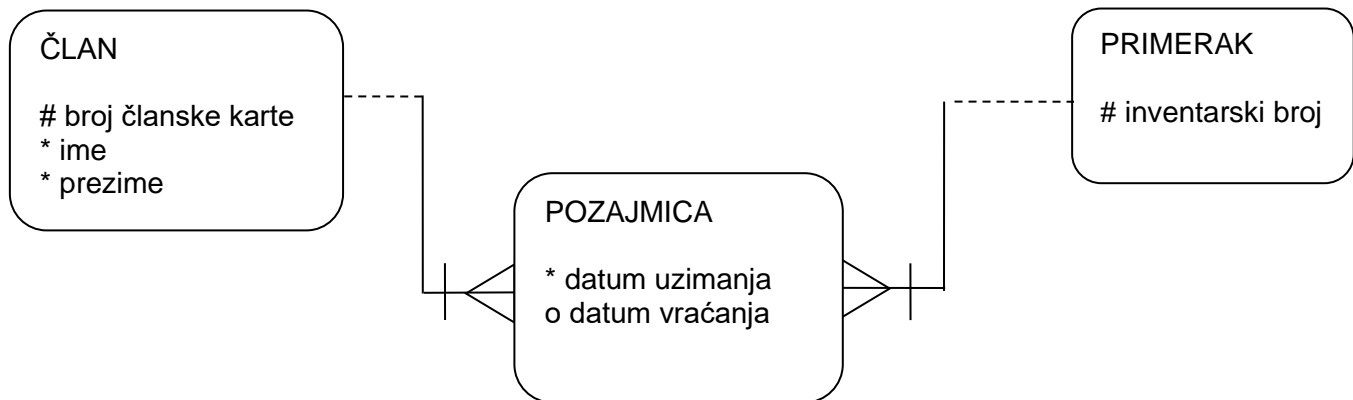 ČLAN
# broj članske karte
* ime
* prezime
PRIMERAK
# inventarski broj
POZAJMICA
* datum uzimanja
o datum vraćanja